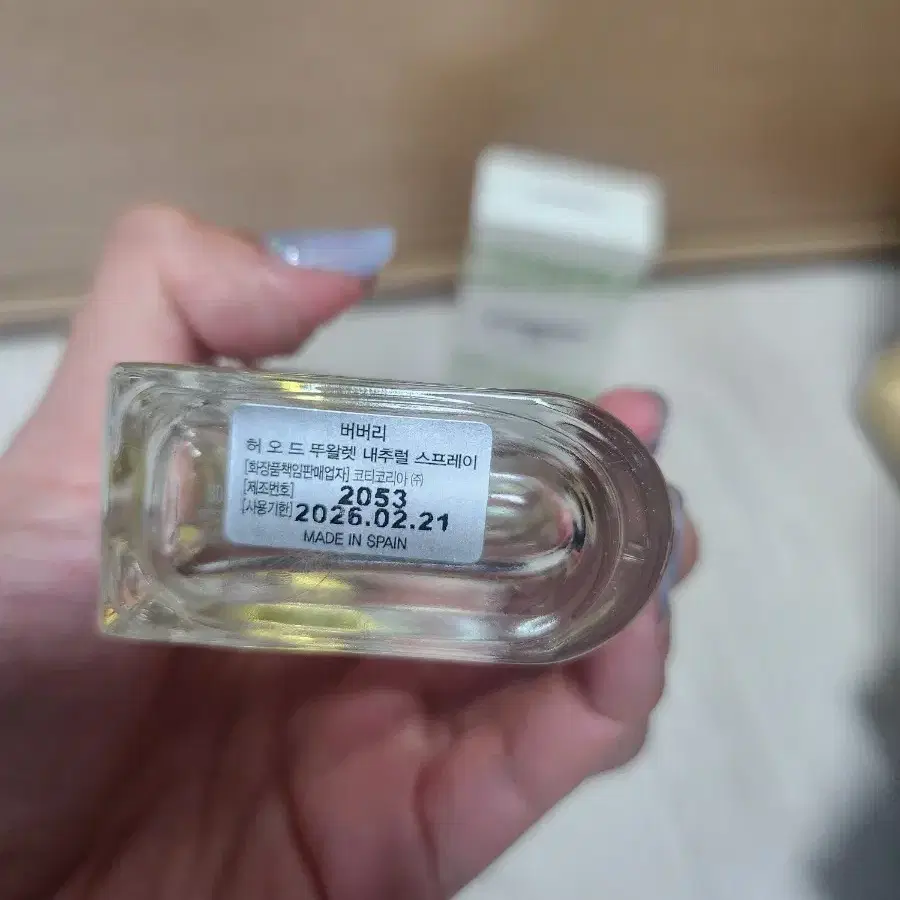 버버리
허 오 드 뚜왈렛 내추럴 스프레이
[화장품책임판매업자] 코티코리아 ㈜
[제조번호] 2053
[사용기한] 2026.02.21
MADE IN SPAIN